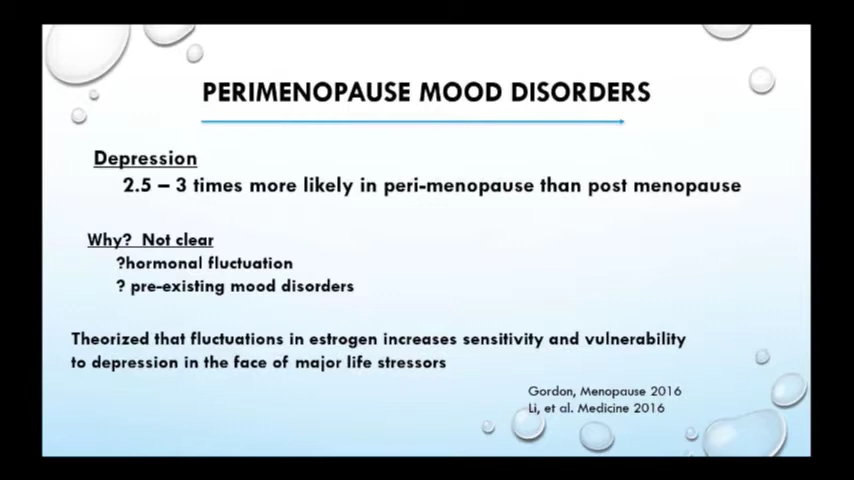 PERIMENOPAUSE MOOD DISORDERS
Depression
2.5 – 3 times more likely in peri-menopause than post menopause
Why? Not clear
?hormonal fluctuation
? pre-existing mood disorders
Theorized that fluctuations in estrogen increases sensitivity and vulnerability
to depression in the face of major life stressors
Gordon, Menopause 2016
Li, et al. Medicine 2016